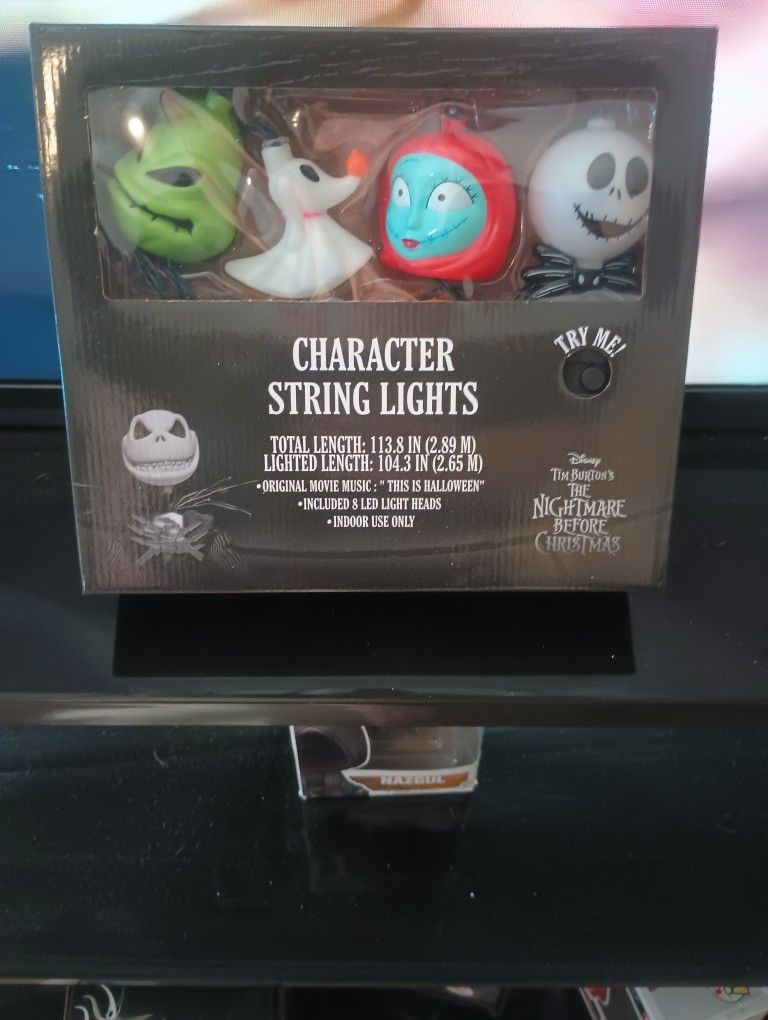 TRY ME!
CHARACTER
STRING LIGHTS
TOTAL LENGTH: 113.8 IN (2.89 M)
LIGHTED LENGTH: 104.3 IN (2.65 M)
•ORIGINAL MOVIE MUSIC : " THIS IS HALLOWEEN"
•INCLUDED 8 LED LIGHT HEADS
•INDOOR USE ONLY
Disney
TIM BURTON'S
THE
NIGHTMARE
BEFORE
CHRISTMAS
NAZGUL